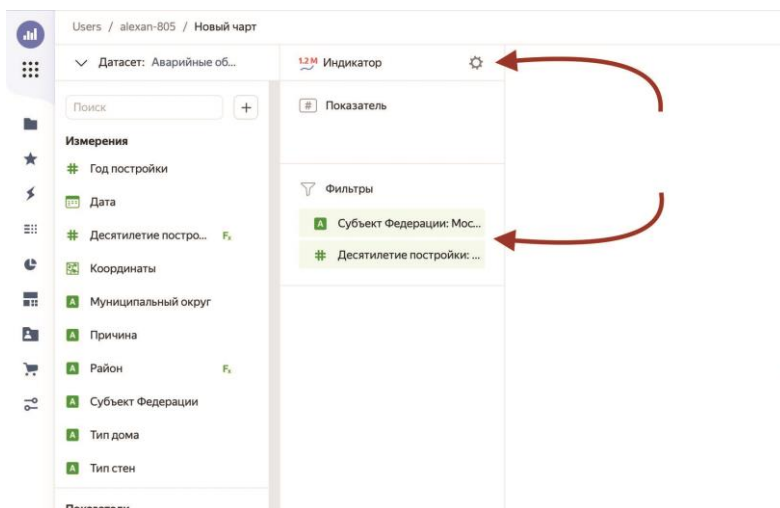 Users / alexan-805 / Новый чарт
Датасет: Аварийные об...
1.2M Индикатор
Поиск
+
# Показатель
Измерения
# Год постройки
Дата
# Десятилетие постро... Fx
Координаты
A Муниципальный округ
A Причина
A Район Fx
A Субъект Федерации
A Тип дома
A Тип стен
Фильтры
A Субъект Федерации: Мос...
# Десятилетие постройки: ...